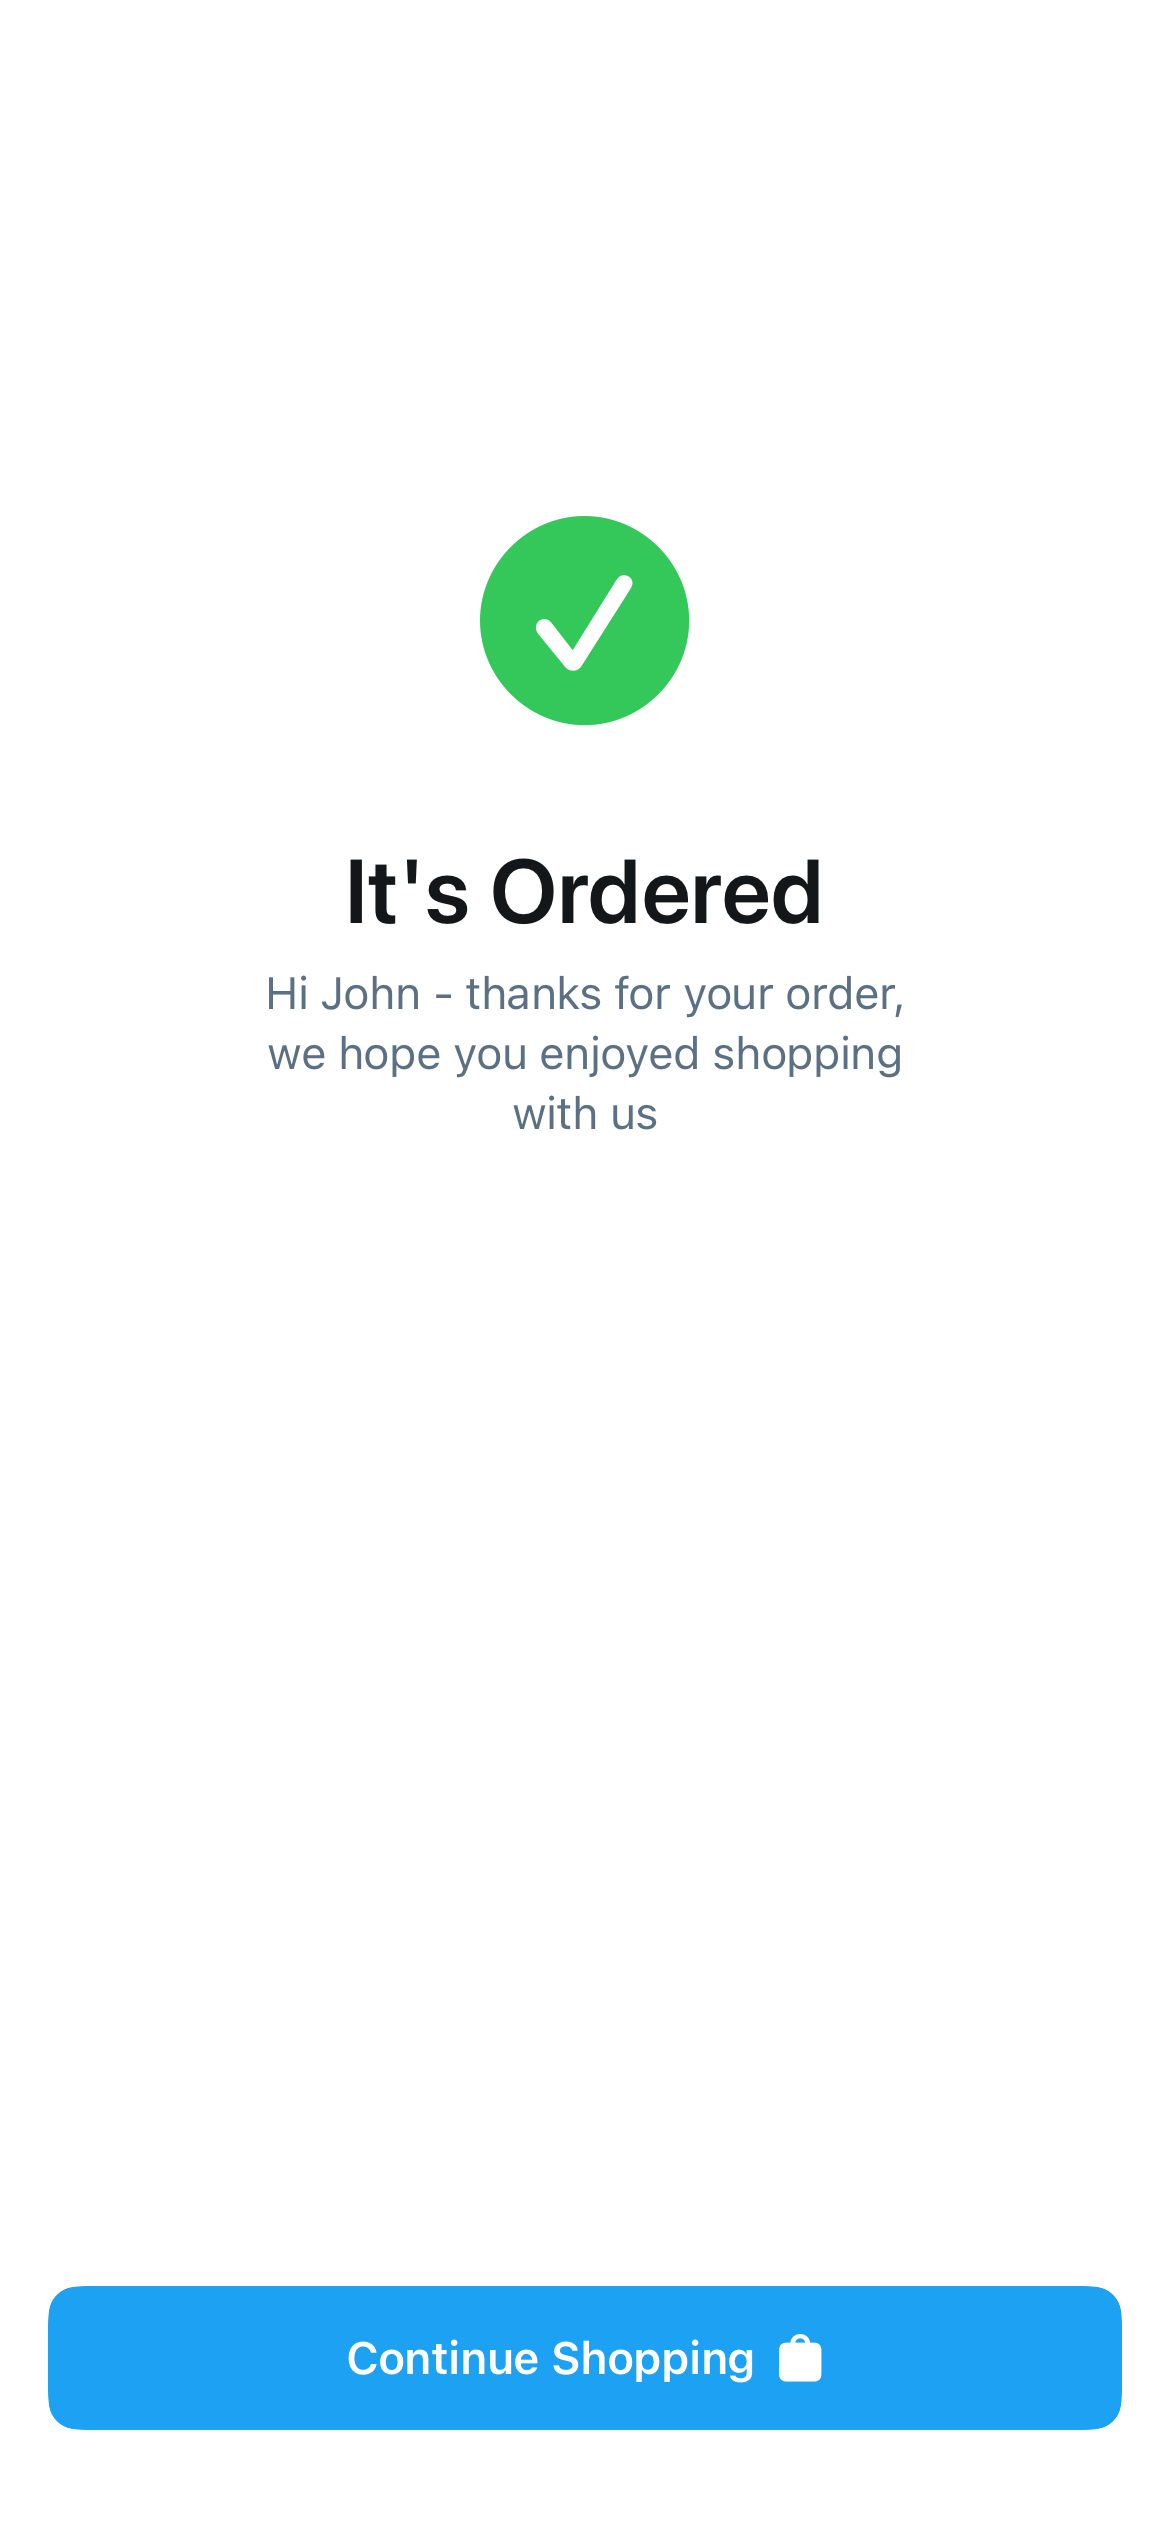 It's Ordered
Hi John - thanks for your order,
we hope you enjoyed shopping
with us
Continue Shopping